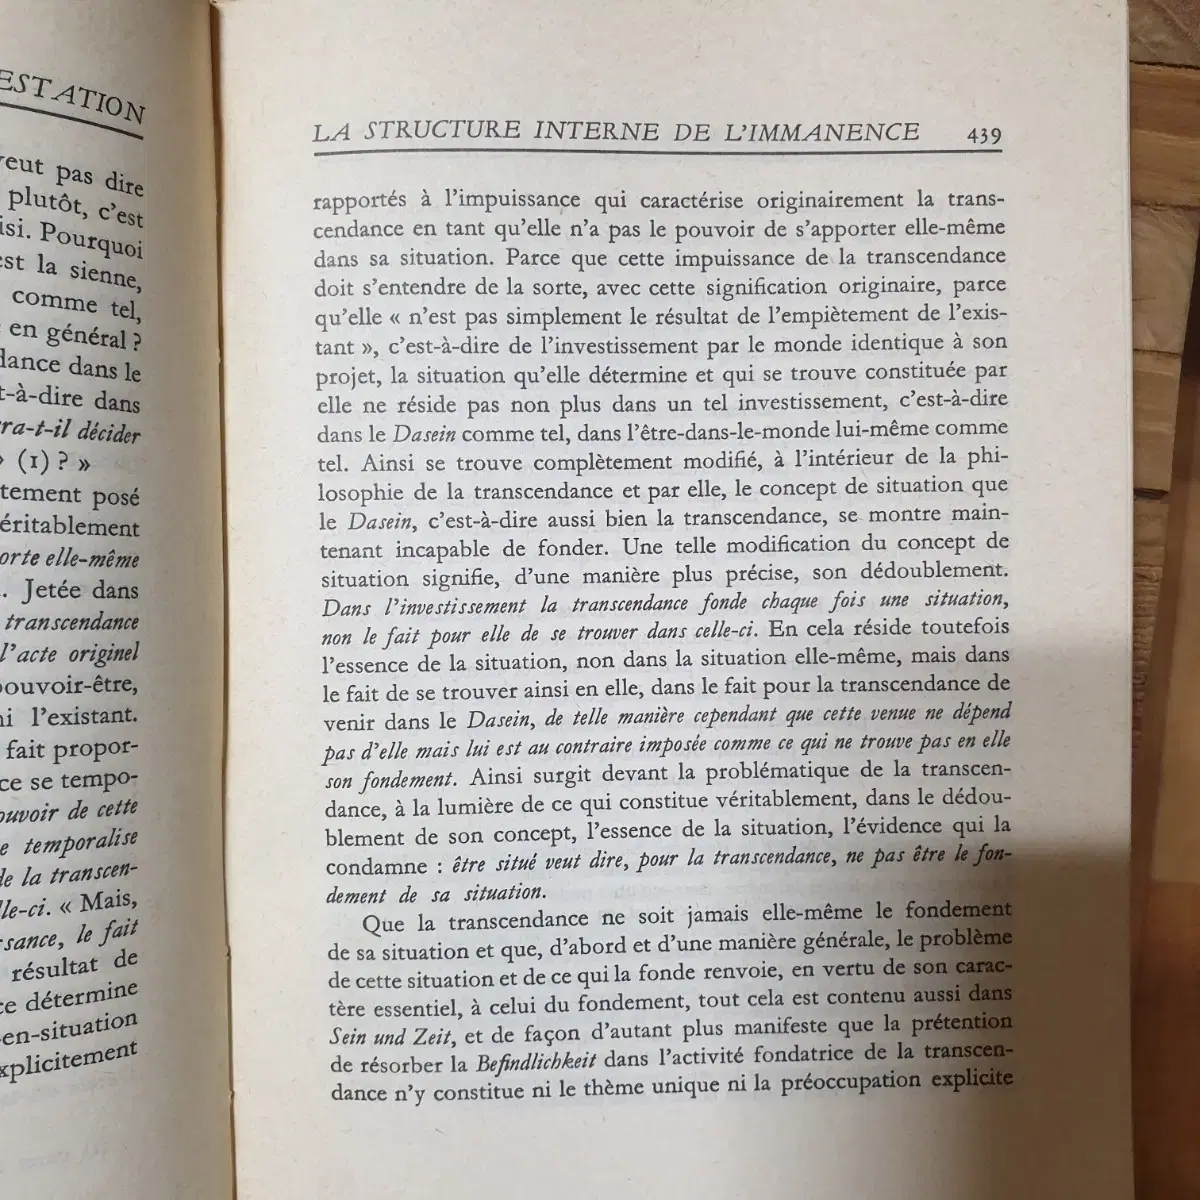 ESTATION
veut pas dire
plutôt, c'est
isi. Pourquoi
est la sienne,
comme tel,
en général ?
dance dans le
t-à-dire dans
rra-t-il décider
» (1) ? »
tement posé
éritablement
orte elle-même
. Jetée dans
transcendance
l'acte originel
pouvoir-être,
ni l'existant.
fait propor-
ce se tempo-
ouvoir de cette
e temporalise
de la transcen-
lle-ci. « Mais,
rsance, le fait
résultat de
ce détermine
-en-situation
xplicitement
LA STRUCTURE INTERNE DE L'IMMANENCE 439
rapportés à l'impuissance qui caractérise originairement la trans-
cendance en tant qu'elle n'a pas le pouvoir de s'apporter elle-même
dans sa situation. Parce que cette impuissance de la transcendance
doit s'entendre de la sorte, avec cette signification originaire, parce
qu'elle « n'est pas simplement le résultat de l'empiètement de l'exis-
tant », c'est-à-dire de l'investissement par le monde identique à son
projet, la situation qu'elle détermine et qui se trouve constituée par
elle ne réside pas non plus dans un tel investissement, c'est-à-dire
dans le Dasein comme tel, dans l'être-dans-le-monde lui-même comme
tel. Ainsi se trouve complètement modifié, à l'intérieur de la phi-
losophie de la transcendance et par elle, le concept de situation que
le Dasein, c'est-à-dire aussi bien la transcendance, se montre main-
tenant incapable de fonder. Une telle modification du concept de
situation signifie, d'une manière plus précise, son dédoublement.
Dans l'investissement la transcendance fonde chaque fois une situation,
non le fait pour elle de se trouver dans celle-ci. En cela réside toutefois
l'essence de la situation, non dans la situation elle-même, mais dans
le fait de se trouver ainsi en elle, dans le fait pour la transcendance de
venir dans le Dasein, de telle manière cependant que cette venue ne dépend
pas d'elle mais lui est au contraire imposée comme ce qui ne trouve pas en elle
son fondement. Ainsi surgit devant la problématique de la transcen-
dance, à la lumière de ce qui constitue véritablement, dans le dédou-
blement de son concept, l'essence de la situation, l'évidence qui la
condamne : être situé veut dire, pour la transcendance, ne pas être le fon-
dement de sa situation.
Que la transcendance ne soit jamais elle-même le fondement
de sa situation et que, d'abord et d'une manière générale, le problème
de cette situation et de ce qui la fonde renvoie, en vertu de son carac-
tère essentiel, à celui du fondement, tout cela est contenu aussi dans
Sein und Zeit, et de façon d'autant plus manifeste que la prétention
de résorber la Befindlichkeit dans l'activité fondatrice de la transcen-
dance n'y constitue ni le thème unique ni la préoccupation explicite